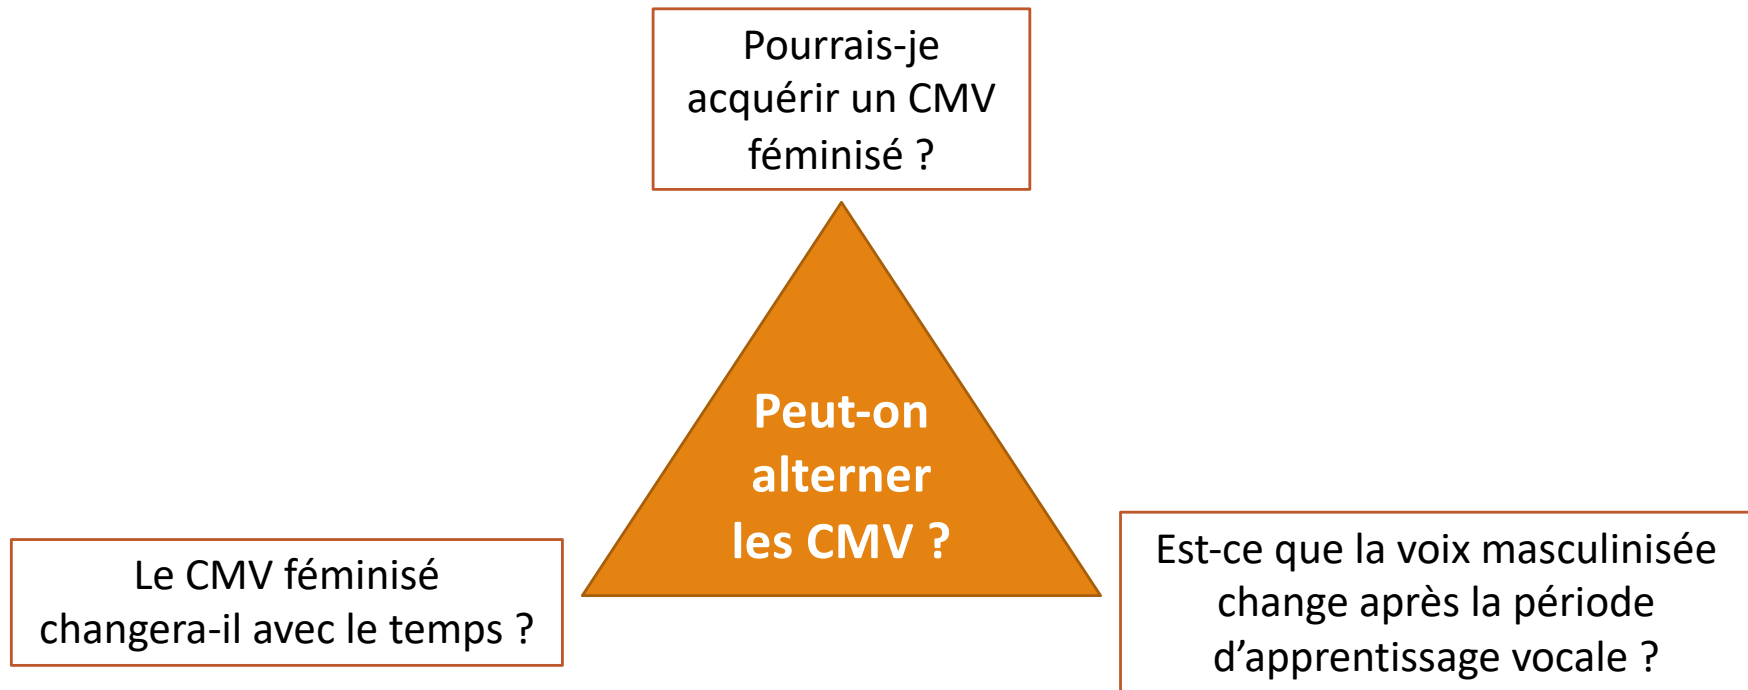 Pourrais-je
acquérir un CMV
féminisé ?
Peut-on
alterner
les CMV ?
Le CMV féminisé
changera-il avec le temps ?
Est-ce que la voix masculinisée
change après la période
d’apprentissage vocale ?